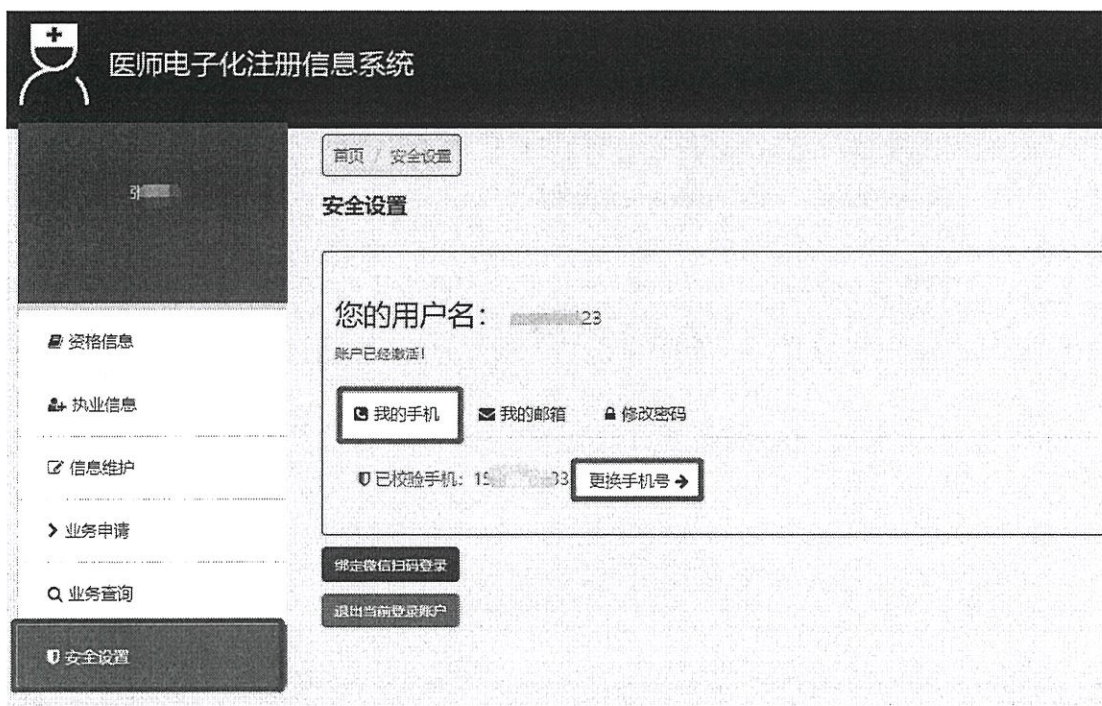 医师电子化注册信息系统
首页 / 安全设置
安全设置
您的用户名： 23
账户已经激活！
我的手机 我的邮箱 修改密码
已校验手机：15 33 更换手机号
绑定微信扫码登录
退出当前登录账户
资格信息
执业信息
信息维护
业务申请
业务查询
安全设置